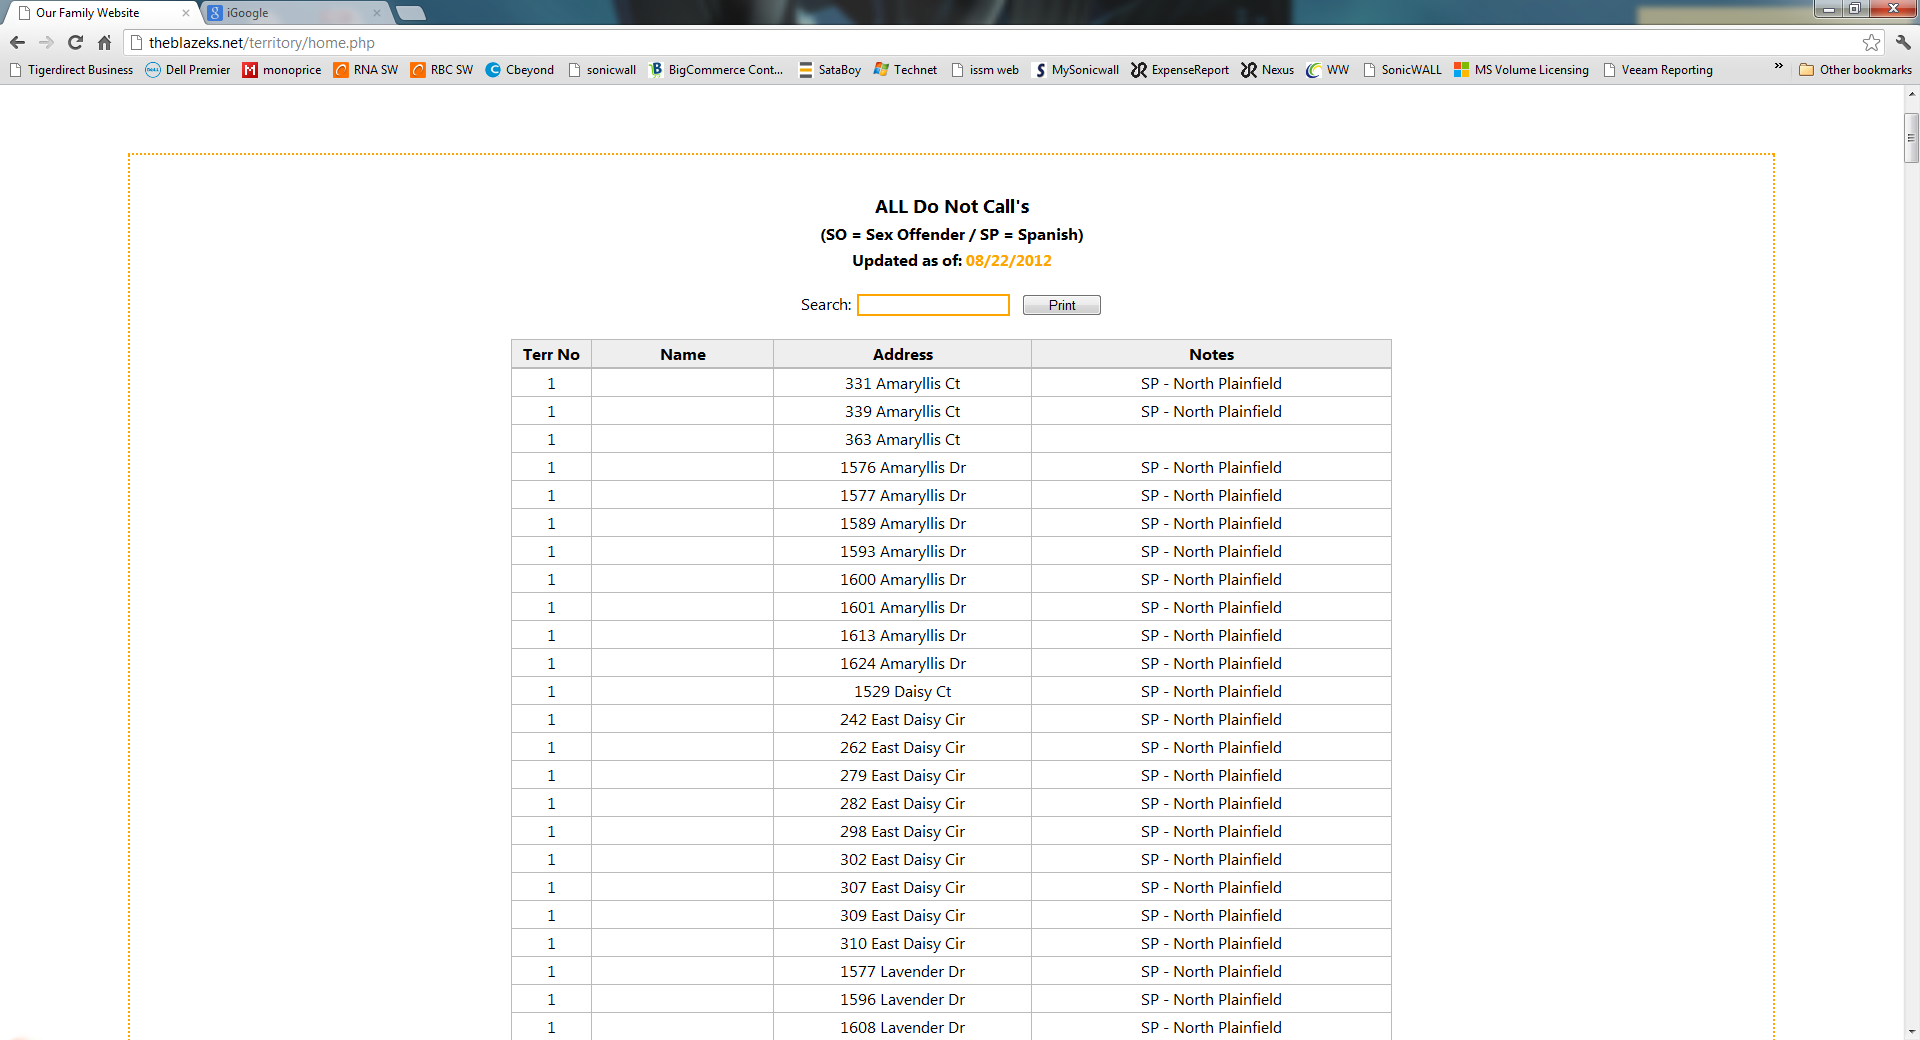 Our Family Website
iGoogle
theblazeks.net/territory/home.php
Tigerdirect Business Dell Premier monoprice RNA SW RBC SW Cbeyond sonicwall BigCommerce Cont... SataBoy Technet issm web MySonicwall ExpenseReport Nexus WW SonicWALL MS Volume Licensing Veeam Reporting » Other bookmarks
ALL Do Not Call's
(SO = Sex Offender / SP = Spanish)
Updated as of: 08/22/2012
Search: Print
Terr No Name Address Notes
1 331 Amaryllis Ct SP - North Plainfield
1 339 Amaryllis Ct SP - North Plainfield
1 363 Amaryllis Ct
1 1576 Amaryllis Dr SP - North Plainfield
1 1577 Amaryllis Dr SP - North Plainfield
1 1589 Amaryllis Dr SP - North Plainfield
1 1593 Amaryllis Dr SP - North Plainfield
1 1600 Amaryllis Dr SP - North Plainfield
1 1601 Amaryllis Dr SP - North Plainfield
1 1613 Amaryllis Dr SP - North Plainfield
1 1624 Amaryllis Dr SP - North Plainfield
1 1529 Daisy Ct SP - North Plainfield
1 242 East Daisy Cir SP - North Plainfield
1 262 East Daisy Cir SP - North Plainfield
1 279 East Daisy Cir SP - North Plainfield
1 282 East Daisy Cir SP - North Plainfield
1 298 East Daisy Cir SP - North Plainfield
1 302 East Daisy Cir SP - North Plainfield
1 307 East Daisy Cir SP - North Plainfield
1 309 East Daisy Cir SP - North Plainfield
1 310 East Daisy Cir SP - North Plainfield
1 1577 Lavender Dr SP - North Plainfield
1 1596 Lavender Dr SP - North Plainfield
1 1608 Lavender Dr SP - North Plainfield